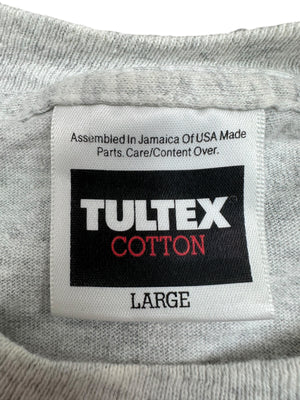 Assembled In Jamaica Of USA Made
Parts. Care/Content Over.
TULTEX
COTTON
LARGE